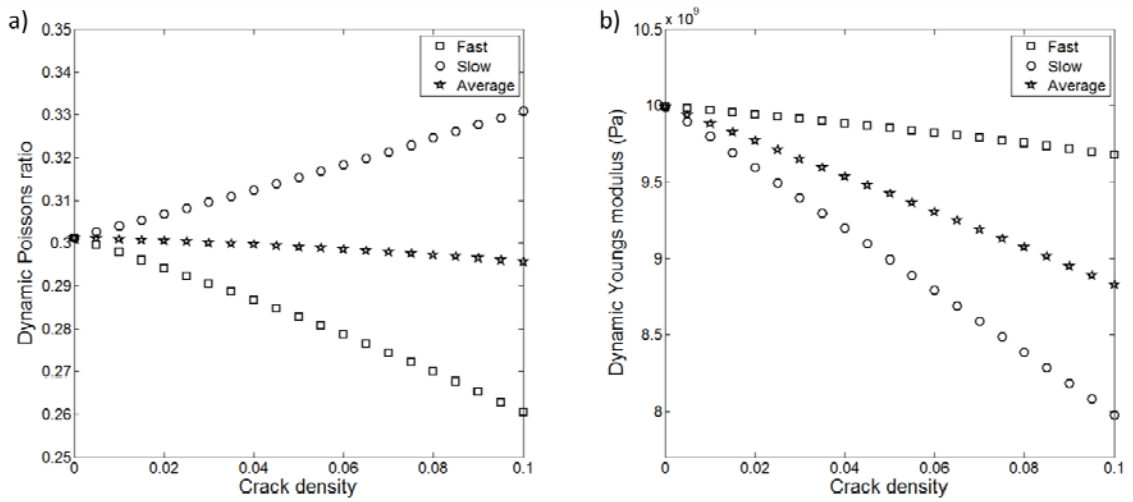 a)
0.35
0.34
0.33
0.32
0.31
0.3
0.29
0.28
0.27
0.26
0.25
Dynamic Poissons ratio
0
0.02
0.04
0.06
0.08
0.1
Crack density
Fast
Slow
Average
b)
10.5 x 10⁹
10
9.5
9
8.5
8
Dynamic Youngs modulus (Pa)
0
0.02
0.04
0.06
0.08
0.1
Crack density
Fast
Slow
Average